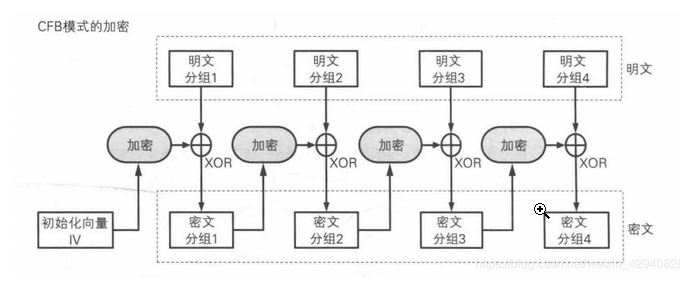 CFB模式的加密
明文
分组1
明文
分组2
明文
分组3
明文
分组4
明文
加密
XOR
加密
XOR
加密
XOR
加密
XOR
初始化向量
IV
密文
分组1
密文
分组2
密文
分组3
密文
分组4
密文